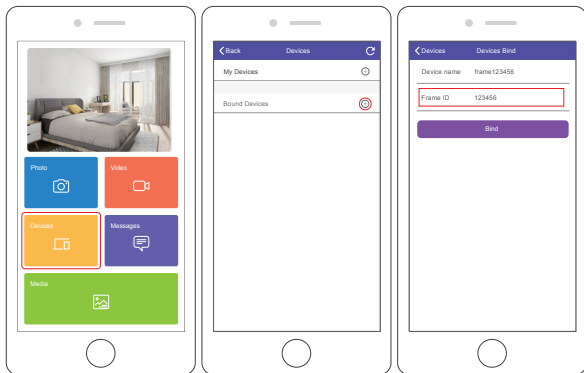 Photo
Video
Devices
Messages
Media
Back Devices
My Devices
Bound Devices
Devices Devices Bind
Device name frame123456
Frame ID 123456
Bind